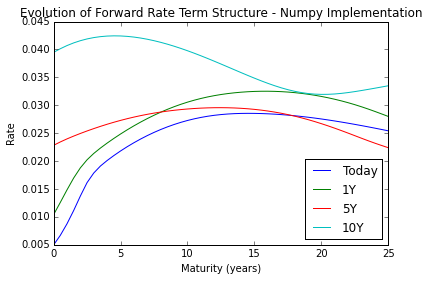 Evolution of Forward Rate Term Structure - Numpy Implementation
0.045
0.040
0.035
0.030
0.025
0.020
0.015
0.010
0.005
Rate
Today
1Y
5Y
10Y
0 5 10 15 20 25
Maturity (years)